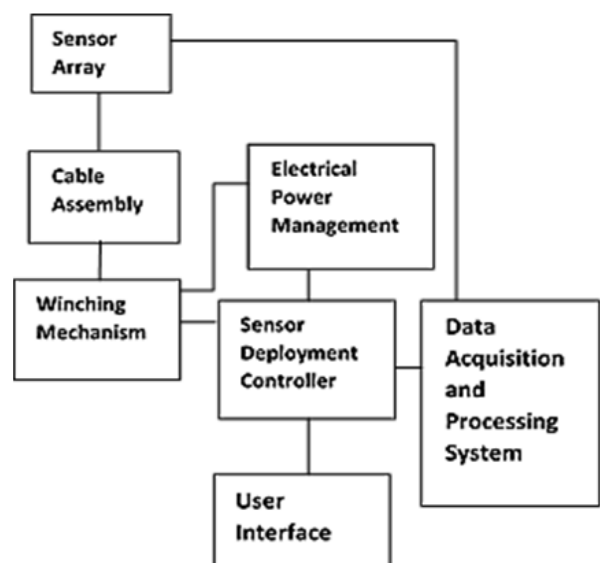 Sensor
Array
Cable
Assembly
Electrical
Power
Management
Winching
Mechanism
Sensor
Deployment
Controller
Data
Acquisition
and
Processing
System
User
Interface